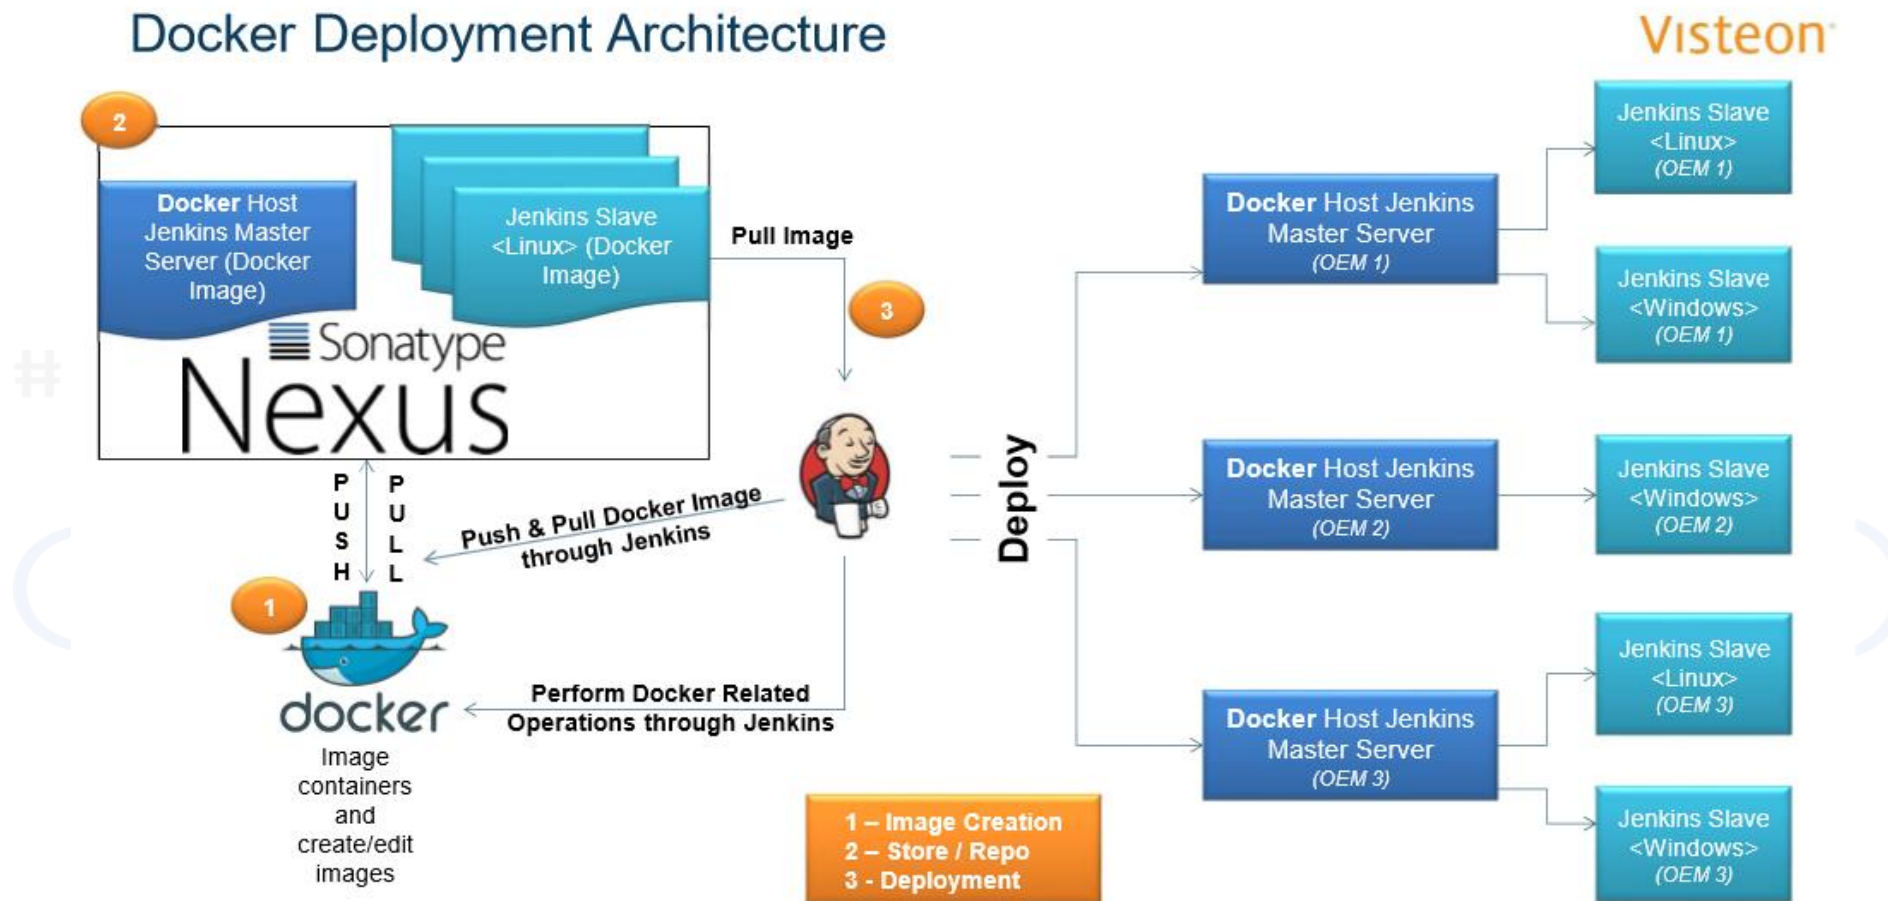 Docker Deployment Architecture
Visteon
2
Docker Host
Jenkins Master
Server (Docker
Image)
Jenkins Slave
<Linux> (Docker
Image)
Sonatype
Nexus
Pull Image
3
PUSH
PULL
Push & Pull Docker Image
through Jenkins
1
docker
Image
containers
and
create/edit
images
Perform Docker Related
Operations through Jenkins
Deploy
Docker Host Jenkins
Master Server
(OEM 1)
Jenkins Slave
<Linux>
(OEM 1)
Jenkins Slave
<Windows>
(OEM 1)
Docker Host Jenkins
Master Server
(OEM 2)
Jenkins Slave
<Windows>
(OEM 2)
Docker Host Jenkins
Master Server
(OEM 3)
Jenkins Slave
<Linux>
(OEM 3)
Jenkins Slave
<Windows>
(OEM 3)
1 – Image Creation
2 – Store / Repo
3 - Deployment
#